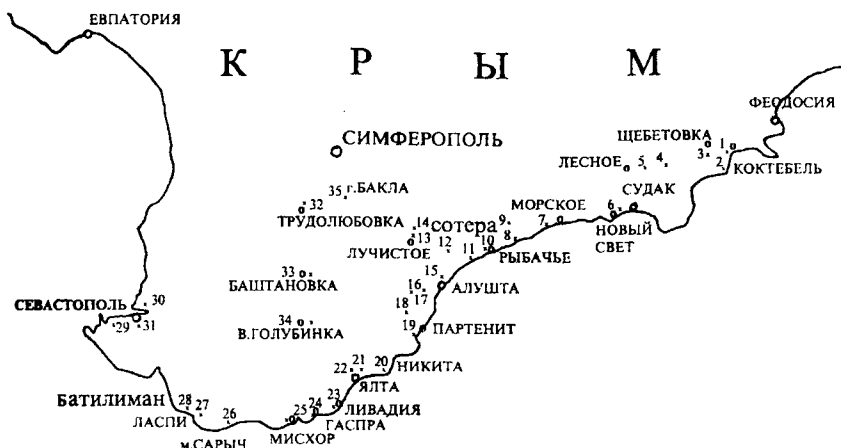 ЕВПАТОРИЯ
К Р Ы М
ФЕОДОСИЯ
СИМФЕРОПОЛЬ
ЩЕБЕТОВКА
1
3
2
КОКТЕБЕЛЬ
ЛЕСНОЕ 5 4
СУДАК
6
НОВЫЙ
СВЕТ
35 г.БАКЛА
32
ТРУДОЛЮБОВКА
14
13
ЛУЧИСТОЕ
сотера
12
9
МОРСКОЕ
7
8
10
11
РЫБАЧЬЕ
33
БАШТАНОВКА
15
АЛУШТА
16
17
18
СЕВАСТОПОЛЬ
30
29
31
34
В.ГОЛУБИНКА
19
ПАРТЕНИТ
20
НИКИТА
22
21
ЯЛТА
Батилиман
28
27
ЛАСПИ
26
м.САРЫЧ
25
МИСХОР
24
ГАСПРА
23
ЛИВАДИЯ